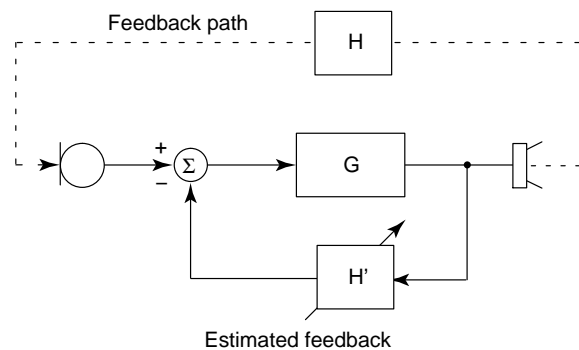 Feedback path
H
+
Σ
−
G
H'
Estimated feedback